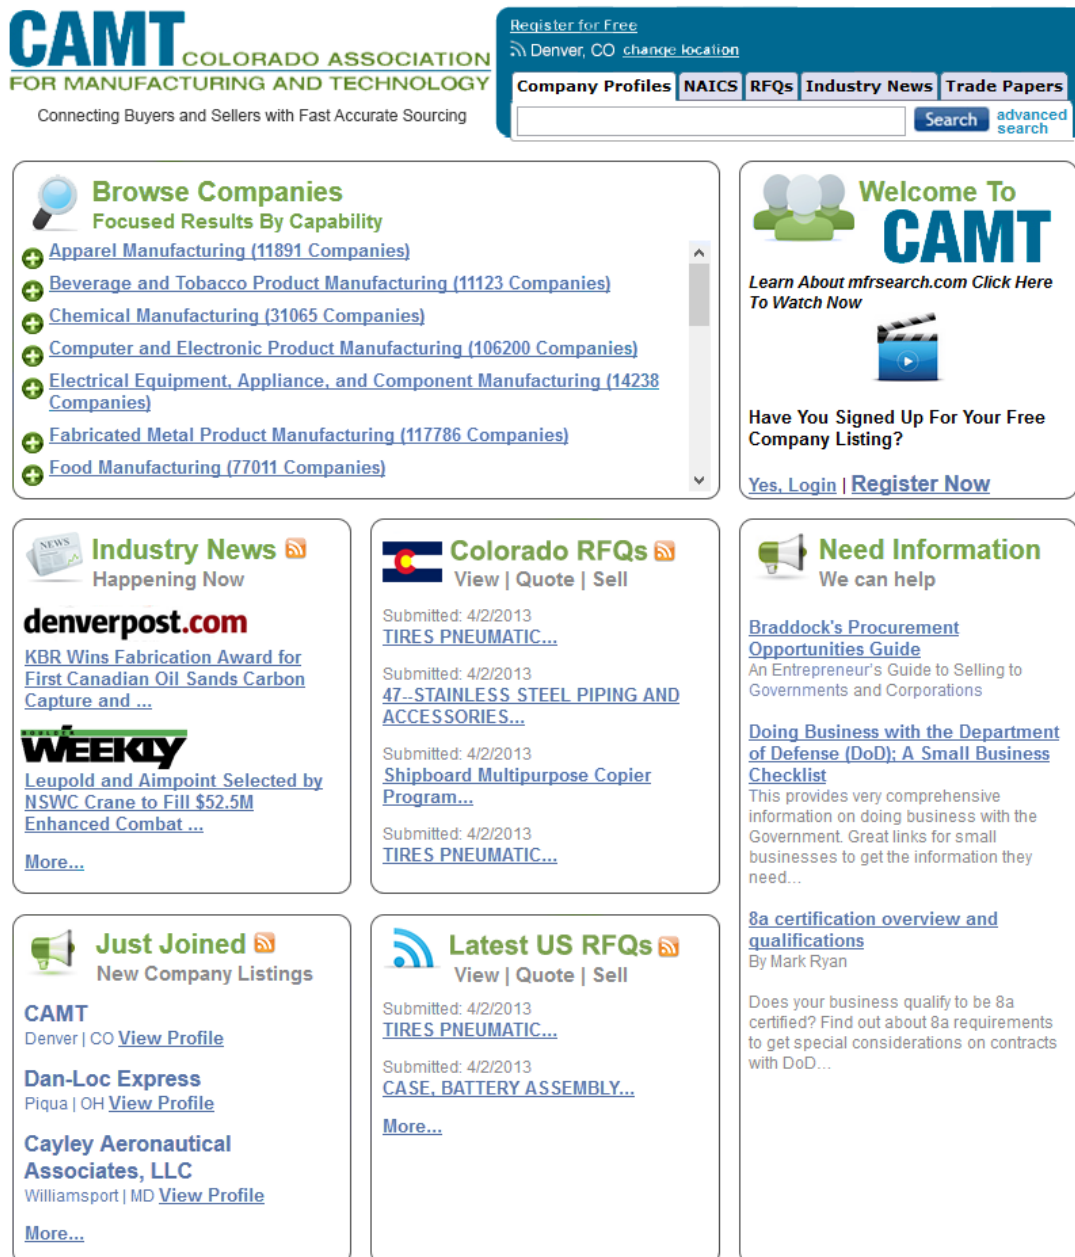 CAMT COLORADO ASSOCIATION
FOR MANUFACTURING AND TECHNOLOGY
Connecting Buyers and Sellers with Fast Accurate Sourcing
Register for Free
Denver, CO change location
Company Profiles NAICS RFQs Industry News Trade Papers
Search advanced
search
Browse Companies
Focused Results By Capability
Apparel Manufacturing (11891 Companies)
Beverage and Tobacco Product Manufacturing (11123 Companies)
Chemical Manufacturing (31065 Companies)
Computer and Electronic Product Manufacturing (106200 Companies)
Electrical Equipment, Appliance, and Component Manufacturing (14238
Companies)
Fabricated Metal Product Manufacturing (117786 Companies)
Food Manufacturing (77011 Companies)
Welcome To
CAMT
Learn About mfrsearch.com Click Here
To Watch Now
Have You Signed Up For Your Free
Company Listing?
Yes, Login | Register Now
NEWS
Industry News
Happening Now
denverpost.com
KBR Wins Fabrication Award for
First Canadian Oil Sands Carbon
Capture and ...
BOULDER
WEEKLY
Leupold and Aimpoint Selected by
NSWC Crane to Fill $52.5M
Enhanced Combat ...
More...
Colorado RFQs
View | Quote | Sell
Submitted: 4/2/2013
TIRES PNEUMATIC...
Submitted: 4/2/2013
47--STAINLESS STEEL PIPING AND
ACCESSORIES...
Submitted: 4/2/2013
Shipboard Multipurpose Copier
Program...
Submitted: 4/2/2013
TIRES PNEUMATIC...
Need Information
We can help
Braddock's Procurement
Opportunities Guide
An Entrepreneur's Guide to Selling to
Governments and Corporations
Doing Business with the Department
of Defense (DoD); A Small Business
Checklist
This provides very comprehensive
information on doing business with the
Government. Great links for small
businesses to get the information they
need...
8a certification overview and
qualifications
By Mark Ryan
Does your business qualify to be 8a
certified? Find out about 8a requirements
to get special considerations on contracts
with DoD...
Just Joined
New Company Listings
CAMT
Denver | CO View Profile
Dan-Loc Express
Piqua | OH View Profile
Cayley Aeronautical
Associates, LLC
Williamsport | MD View Profile
More...
Latest US RFQs
View | Quote | Sell
Submitted: 4/2/2013
TIRES PNEUMATIC...
Submitted: 4/2/2013
CASE, BATTERY ASSEMBLY...
More...